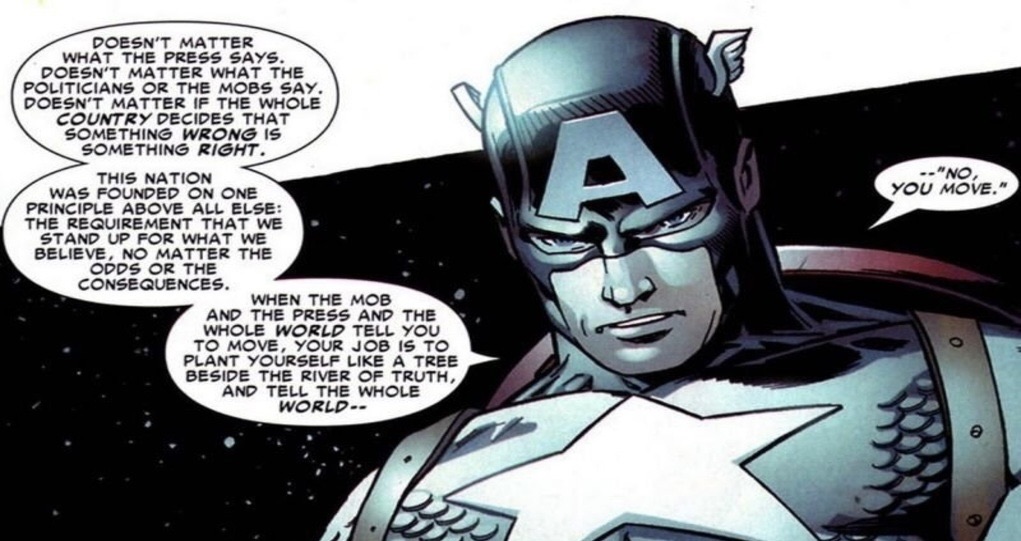 DOESN'T MATTER
WHAT THE PRESS SAYS.
DOESN'T MATTER WHAT THE
POLITICIANS OR THE MOBS SAY.
DOESN'T MATTER IF THE WHOLE
COUNTRY DECIDES THAT
SOMETHING WRONG IS
SOMETHING RIGHT.
THIS NATION
WAS FOUNDED ON ONE
PRINCIPLE ABOVE ALL ELSE:
THE REQUIREMENT THAT WE
STAND UP FOR WHAT WE
BELIEVE, NO MATTER THE
ODDS OR THE
CONSEQUENCES.
WHEN THE MOB
AND THE PRESS AND THE
WHOLE WORLD TELL YOU
TO MOVE, YOUR JOB IS TO
PLANT YOURSELF LIKE A TREE
BESIDE THE RIVER OF TRUTH,
AND TELL THE WHOLE
WORLD--
A
--"NO,
YOU MOVE."